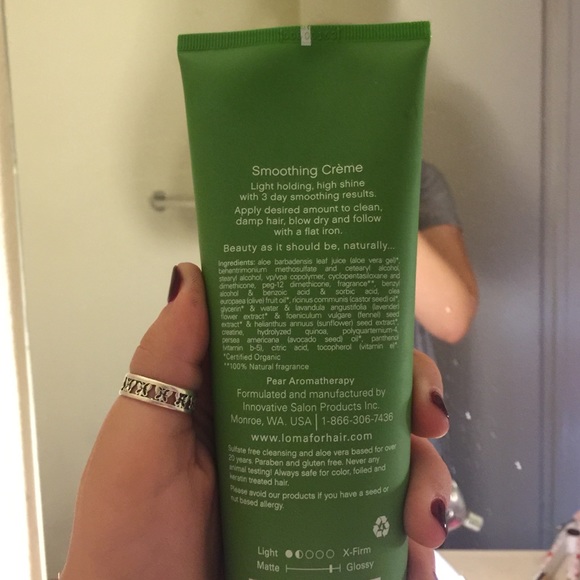 Smoothing Crème
Light holding, high shine
with 3 day smoothing results.
Apply desired amount to clean,
damp hair, blow dry and follow
with a flat iron.
Beauty as it should be, naturally...
Ingredients: aloe barbadensis leaf juice (aloe vera gel)*,
behentrimonium methosulfate and cetearyl alcohol,
stearyl alcohol, vp/vpa copolymer, cyclopentasiloxane and
dimethicone, peg-12 dimethicone, fragrance**, benzyl
alcohol & benzoic acid & sorbic acid, olea
europaea (olive) fruit oil*, ricinus communis (castor seed) oil*,
glycerin* & water & lavandula angustifolia (lavender)
flower extract* & foeniculum vulgare (fennel) seed
extract* & helianthus annuus (sunflower) seed extract*,
creatine, hydrolyzed quinoa, polyquaternium-4,
persea americana (avocado seed) oil*, panthenol
(vitamin b-5), citric acid, tocopherol (vitamin e)*
*Certified Organic
**100% Natural fragrance
Pear Aromatherapy
Formulated and manufactured by
Innovative Salon Products Inc.
Monroe, WA. USA | 1-866-306-7436
www.lomaforhair.com
Sulfate free cleansing and aloe vera based for over
20 years. Paraben and gluten free. Never any
animal testing! Always safe for color, foiled and
keratin treated hair.
Please avoid our products if you have a seed or
nut based allergy.
Light X-Firm
Matte Glossy